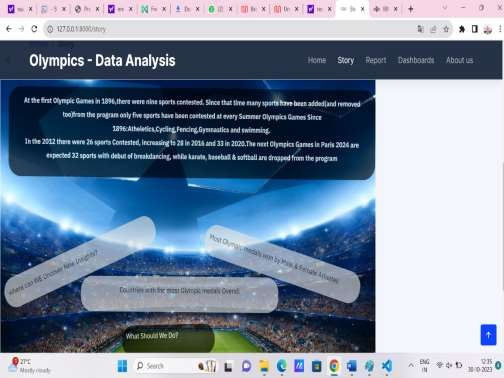 127.0.0.1:8000/story
Home / Story
Olympics - Data Analysis
Home Story Report Dashboards About us
At the first Olympic Games in 1896,there were nine sports contested. Since that time many sports have been added(and removed
too)from the program only five sports have been contested at every Summer Olympics Games Since
1896:Atheletics,Cycling,Fencing,Gymnastics and swimming.
In the 2012 there were 26 sports Contested, increasing to 28 in 2016 and 33 in 2020.The next Olympics Games in Paris 2024 are
expected 32 sports with debut of breakdancing, while karate, baseball & softball are dropped from the program
where can WE Uncover New Insights?
Most Olympic medals won by Male & Female Athletes
Countries with the most Olympic medals Overall.
What Should We Do?
27°C
Mostly cloudy
Search
ENG
IN
12:35
30-10-2023